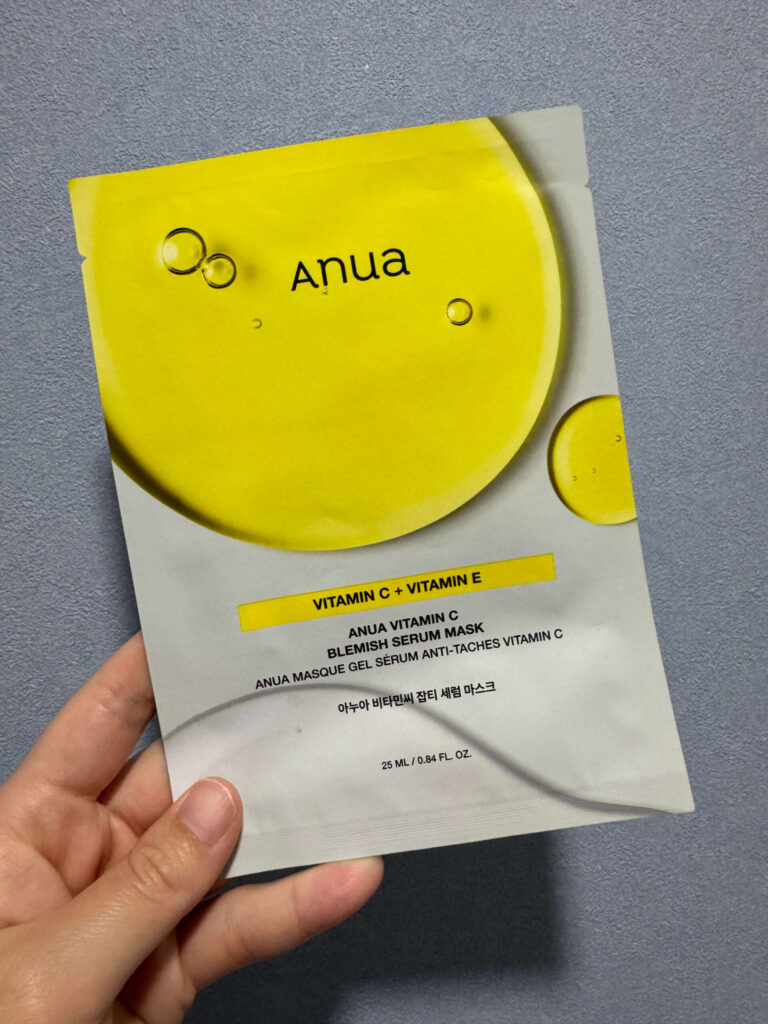 Anua
VITAMIN C + VITAMIN E
ANUA VITAMIN C
BLEMISH SERUM MASK
ANUA MASQUE GEL SÉRUM ANTI-TACHES VITAMIN C
아누아 비타민씨 잡티 세럼 마스크
25 ML / 0.84 FL. OZ.